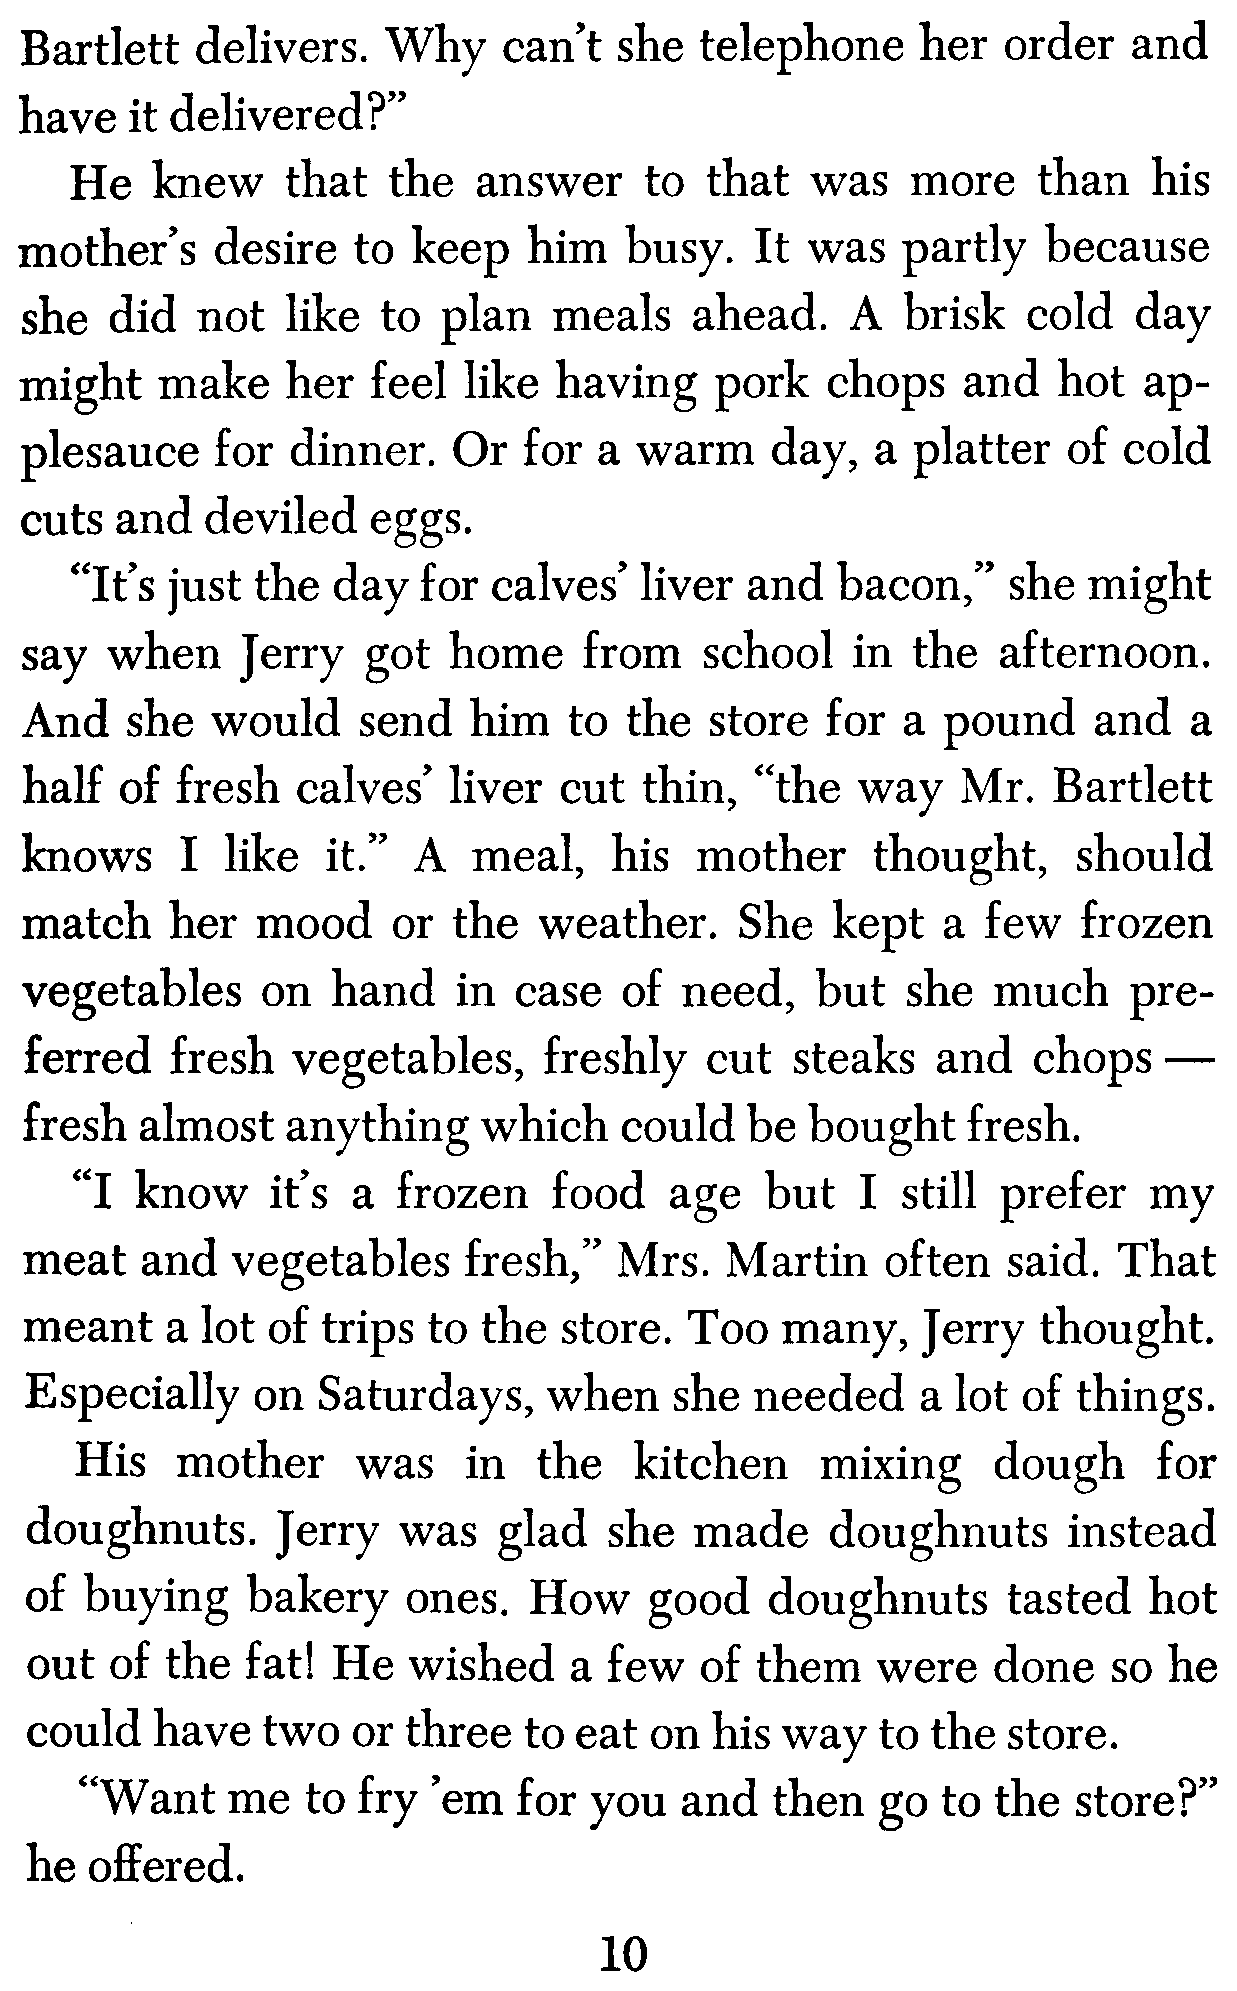 Bartlett delivers. Why can't she telephone her order and
have it delivered?"
He knew that the answer to that was more than his
mother's desire to keep him busy. It was partly because
she did not like to plan meals ahead. A brisk cold day
might make her feel like having pork chops and hot ap-
plesauce for dinner. Or for a warm day, a platter of cold
cuts and deviled eggs.
"It's just the day for calves' liver and bacon," she might
say when Jerry got home from school in the afternoon.
And she would send him to the store for a pound and a
half of fresh calves' liver cut thin, "the way Mr. Bartlett
knows I like it." A meal, his mother thought, should
match her mood or the weather. She kept a few frozen
vegetables on hand in case of need, but she much pre-
ferred fresh vegetables, freshly cut steaks and chops —
fresh almost anything which could be bought fresh.
"I know it's a frozen food age but I still prefer my
meat and vegetables fresh," Mrs. Martin often said. That
meant a lot of trips to the store. Too many, Jerry thought.
Especially on Saturdays, when she needed a lot of things.
His mother was in the kitchen mixing dough for
doughnuts. Jerry was glad she made doughnuts instead
of buying bakery ones. How good doughnuts tasted hot
out of the fat! He wished a few of them were done so he
could have two or three to eat on his way to the store.
"Want me to fry 'em for you and then go to the store?"
he offered.
10